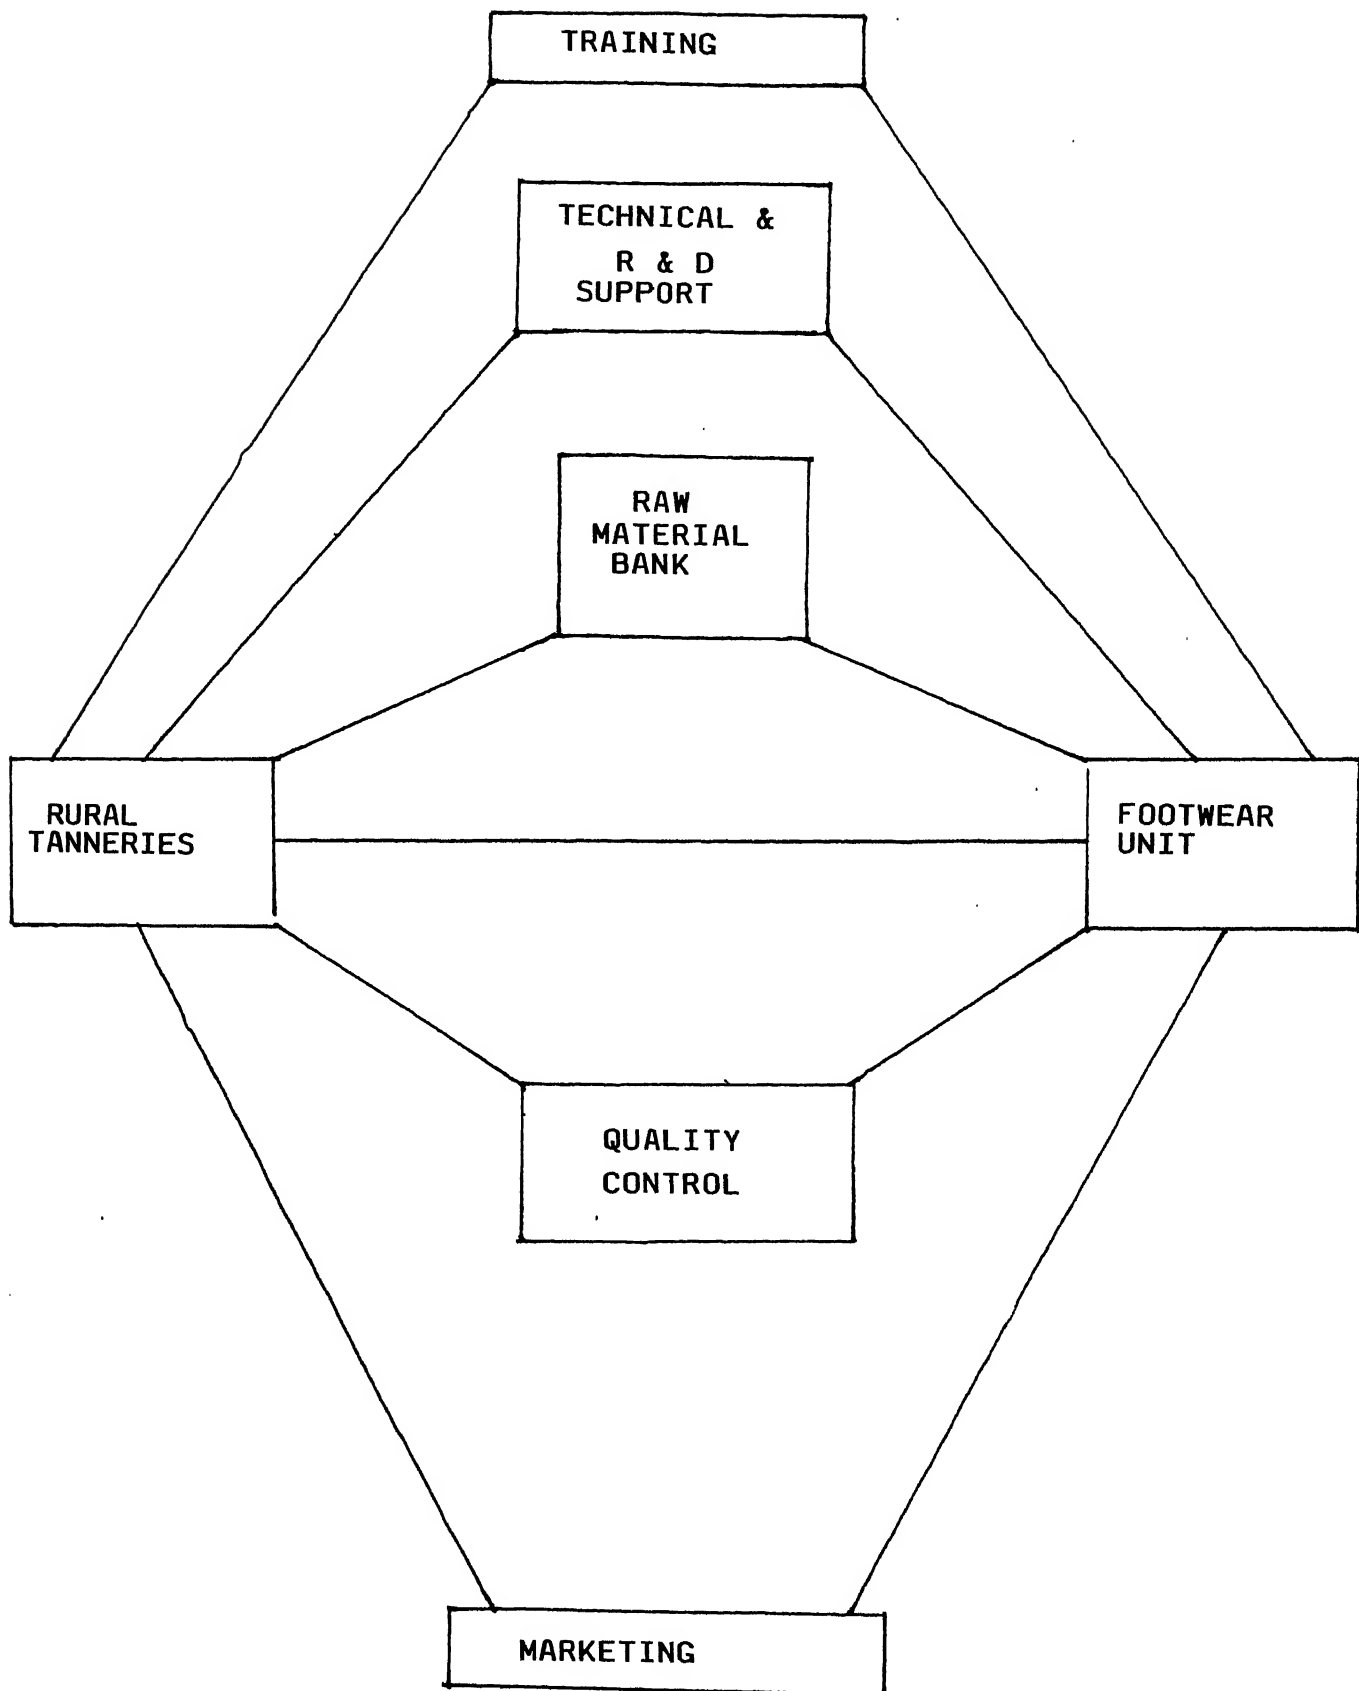 TRAINING
TECHNICAL &
R & D
SUPPORT
RAW
MATERIAL
BANK
RURAL
TANNERIES
FOOTWEAR
UNIT
QUALITY
CONTROL
MARKETING